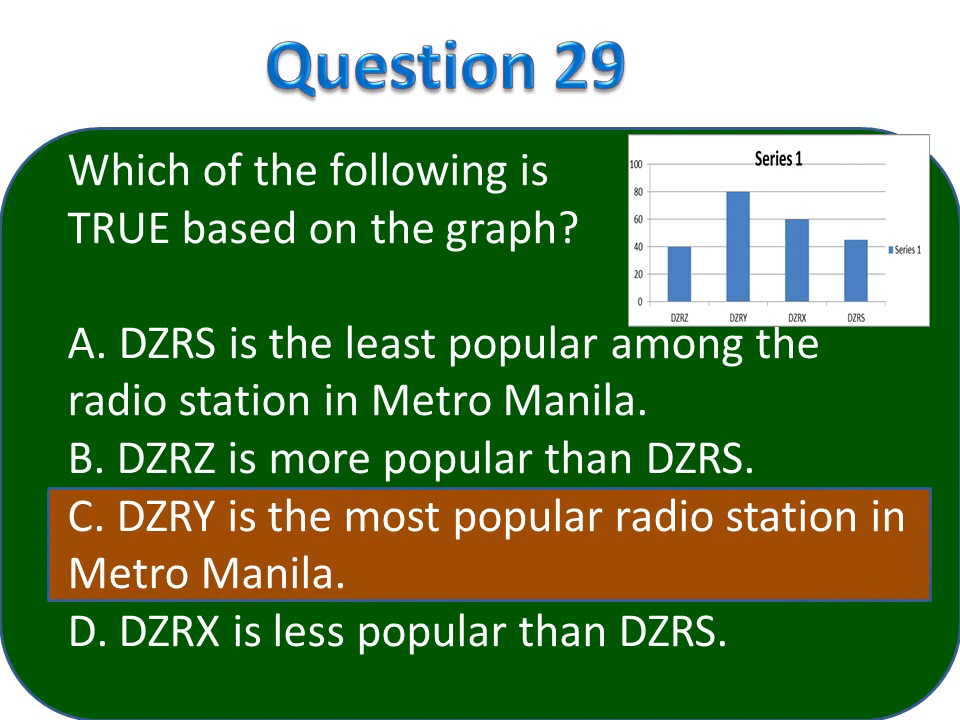 Question 29
Which of the following is
TRUE based on the graph?
Series 1
100
80
60
40
20
0
DZRZ DZRY DZRX DZRS
Series 1
A. DZRS is the least popular among the
radio station in Metro Manila.
B. DZRZ is more popular than DZRS.
C. DZRY is the most popular radio station in
Metro Manila.
D. DZRX is less popular than DZRS.